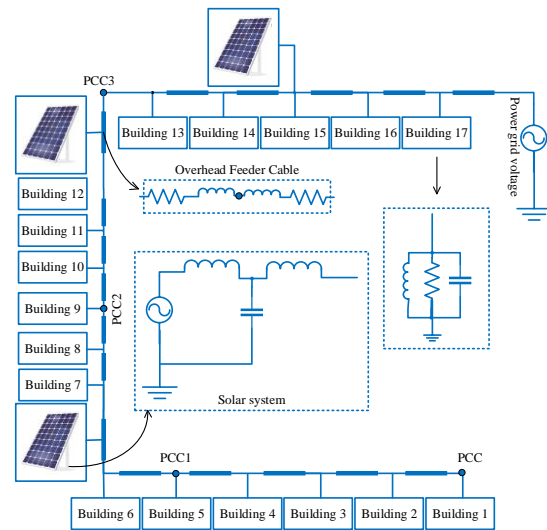 PCC3
Building 13
Building 14
Building 15
Building 16
Building 17
Power grid voltage
Overhead Feeder Cable
Building 12
Building 11
Building 10
Building 9
PCC2
Building 8
Building 7
Solar system
PCC1
PCC
Building 6
Building 5
Building 4
Building 3
Building 2
Building 1